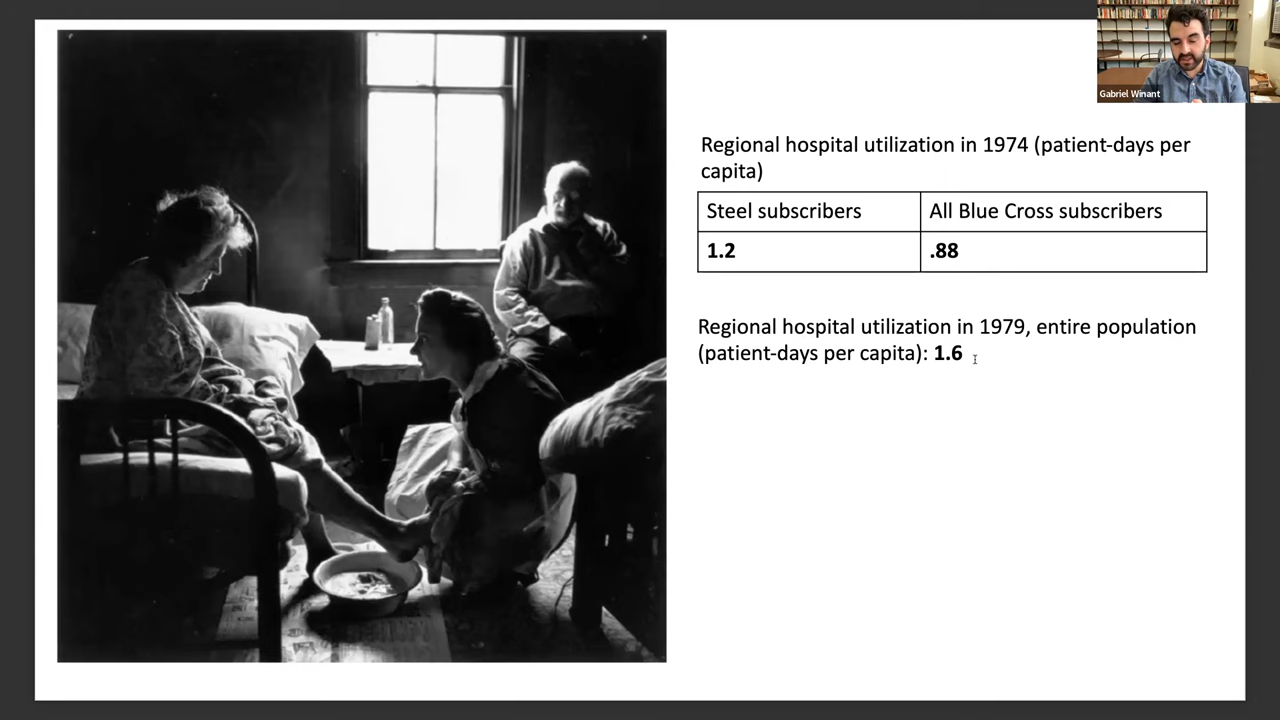 Gabriel Winant
Regional hospital utilization in 1974 (patient-days per
capita)
Steel subscribers
All Blue Cross subscribers
1.2
.88
Regional hospital utilization in 1979, entire population
(patient-days per capita): 1.6